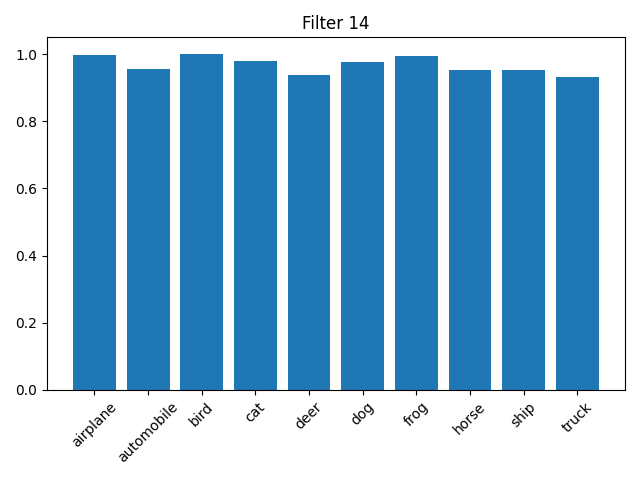 Filter 14
1.0
0.8
0.6
0.4
0.2
0.0
airplane
automobile
bird
cat
deer
dog
frog
horse
ship
truck